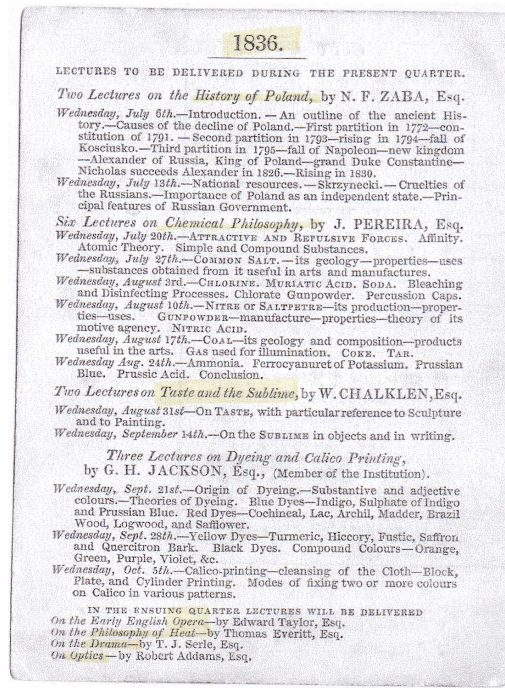 1836.
LECTURES TO BE DELIVERED DURING THE PRESENT QUARTER.
Two Lectures on the History of Poland, by N. F. ZABA, Esq.
Wednesday, July 6th.—Introduction.—An outline of the ancient His-
tory.—Causes of the decline of Poland.—First partition in 1772—con-
stitution of 1791.—Second partition in 1793—rising in 1794—fall of
Kosciusko.—Third partition in 1795—fall of Napoleon—new kingdom
—Alexander of Russia, King of Poland—grand Duke Constantine—
Nicholas succeeds Alexander in 1826.—Rising in 1830.
Wednesday, July 13th.—National resources.—Skrzynecki.—Cruelties of
the Russians.—Importance of Poland as an independent state.—Prin-
cipal features of Russian Government.
Six Lectures on Chemical Philosophy, by J. PEREIRA, Esq.
Wednesday, July 20th.—ATTRACTIVE AND REPULSIVE FORCES. Affinity.
Atomic Theory. Simple and Compound Substances.
Wednesday, July 27th.—COMMON SALT.—its geology—properties—uses
—substances obtained from it useful in arts and manufactures.
Wednesday, August 3rd.—CHLORINE. MURIATIC ACID. SODA. Bleaching
and Disinfecting Processes. Chlorate Gunpowder. Percussion Caps.
Wednesday, August 10th.—NITRE OR SALTPETRE—its production—proper-
ties—uses. GUNPOWDER—manufacture—properties—theory of its
motive agency. NITRIC ACID.
Wednesday, August 17th.—COAL—its geology and composition—products
useful in the arts. GAS used for illumination. COKE. TAR.
Wednesday Aug. 24th.—Ammonia. Ferrocyanuret of Potassium. Prussian
Blue. Prussic Acid. Conclusion.
Two Lectures on Taste and the Sublime, by W. CHALKLEN, Esq.
Wednesday, August 31st—On TASTE, with particular reference to Sculpture
and to Painting.
Wednesday, September 14th.—On the SUBLIME in objects and in writing.
Three Lectures on Dyeing and Calico Printing,
by G. H. JACKSON, Esq., (Member of the Institution).
Wednesday, Sept. 21st.—Origin of Dyeing.—Substantive and adjective
colours.—Theories of Dyeing. Blue Dyes—Indigo, Sulphate of Indigo
and Prussian Blue. Red Dyes—Cochineal, Lac, Archil, Madder, Brazil
Wood, Logwood, and Safflower.
Wednesday, Sept. 28th.—Yellow Dyes—Turmeric, Hiccory, Fustic, Saffron
and Quercitron Bark. Black Dyes. Compound Colours—Orange,
Green, Purple, Violet, &c.
Wednesday, Oct. 5th.—Calico-printing—cleansing of the Cloth—Block,
Plate, and Cylinder Printing. Modes of fixing two or more colours
on Calico in various patterns.
IN THE ENSUING QUARTER LECTURES WILL BE DELIVERED
On the Early English Opera—by Edward Taylor, Esq.
On the Philosophy of Heat—by Thomas Everitt, Esq.
On the Drama—by T. J. Serle, Esq.
On Optics—by Robert Addams, Esq.